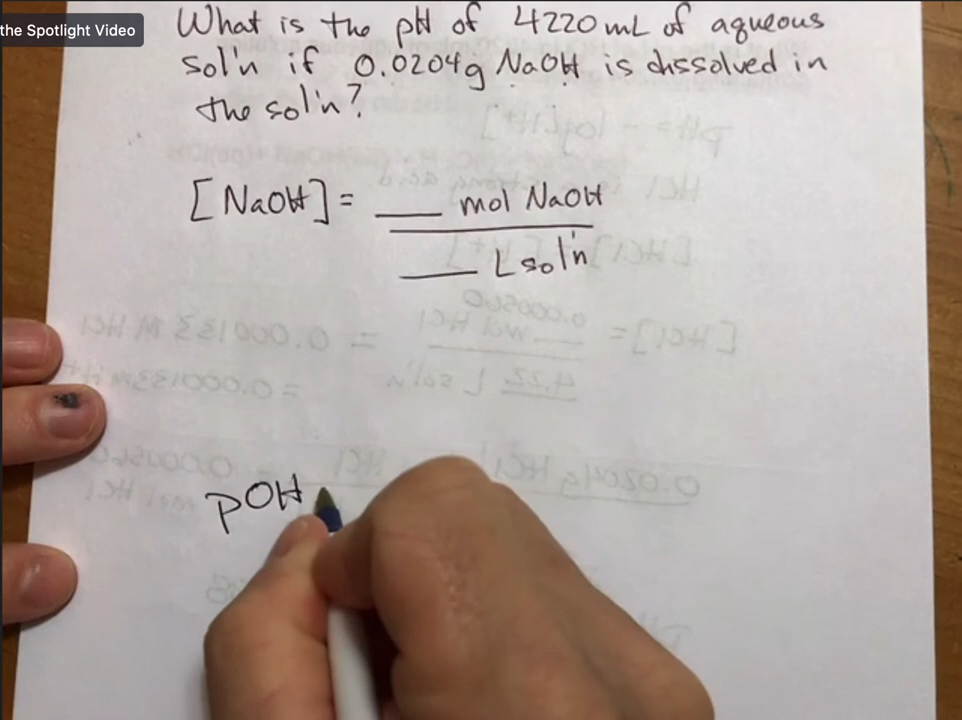 the Spotlight Video
What is the pH of 4220 mL of aqueous
sol'n if 0.0204g NaOH is dissolved in
the sol'n?
[NaOH] = ___ mol NaOH
___ L sol'n
pOH